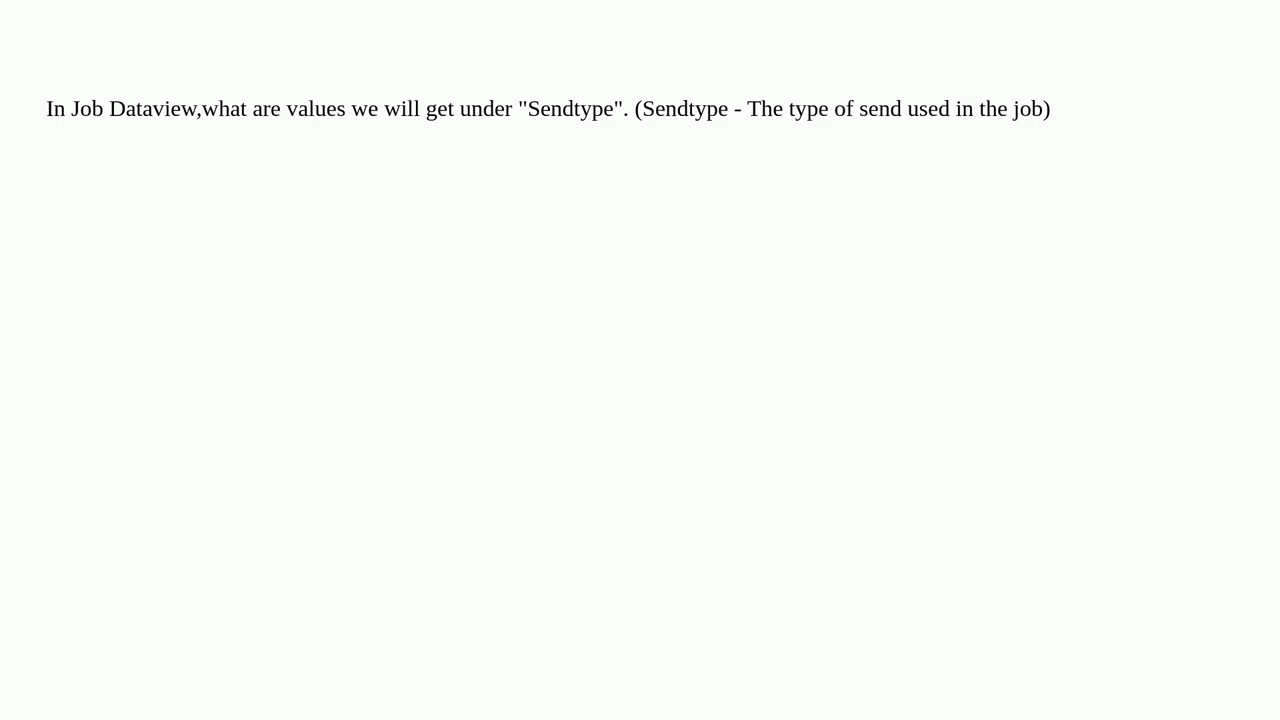 In Job Dataview,what are values we will get under "Sendtype". (Sendtype - The type of send used in the job)